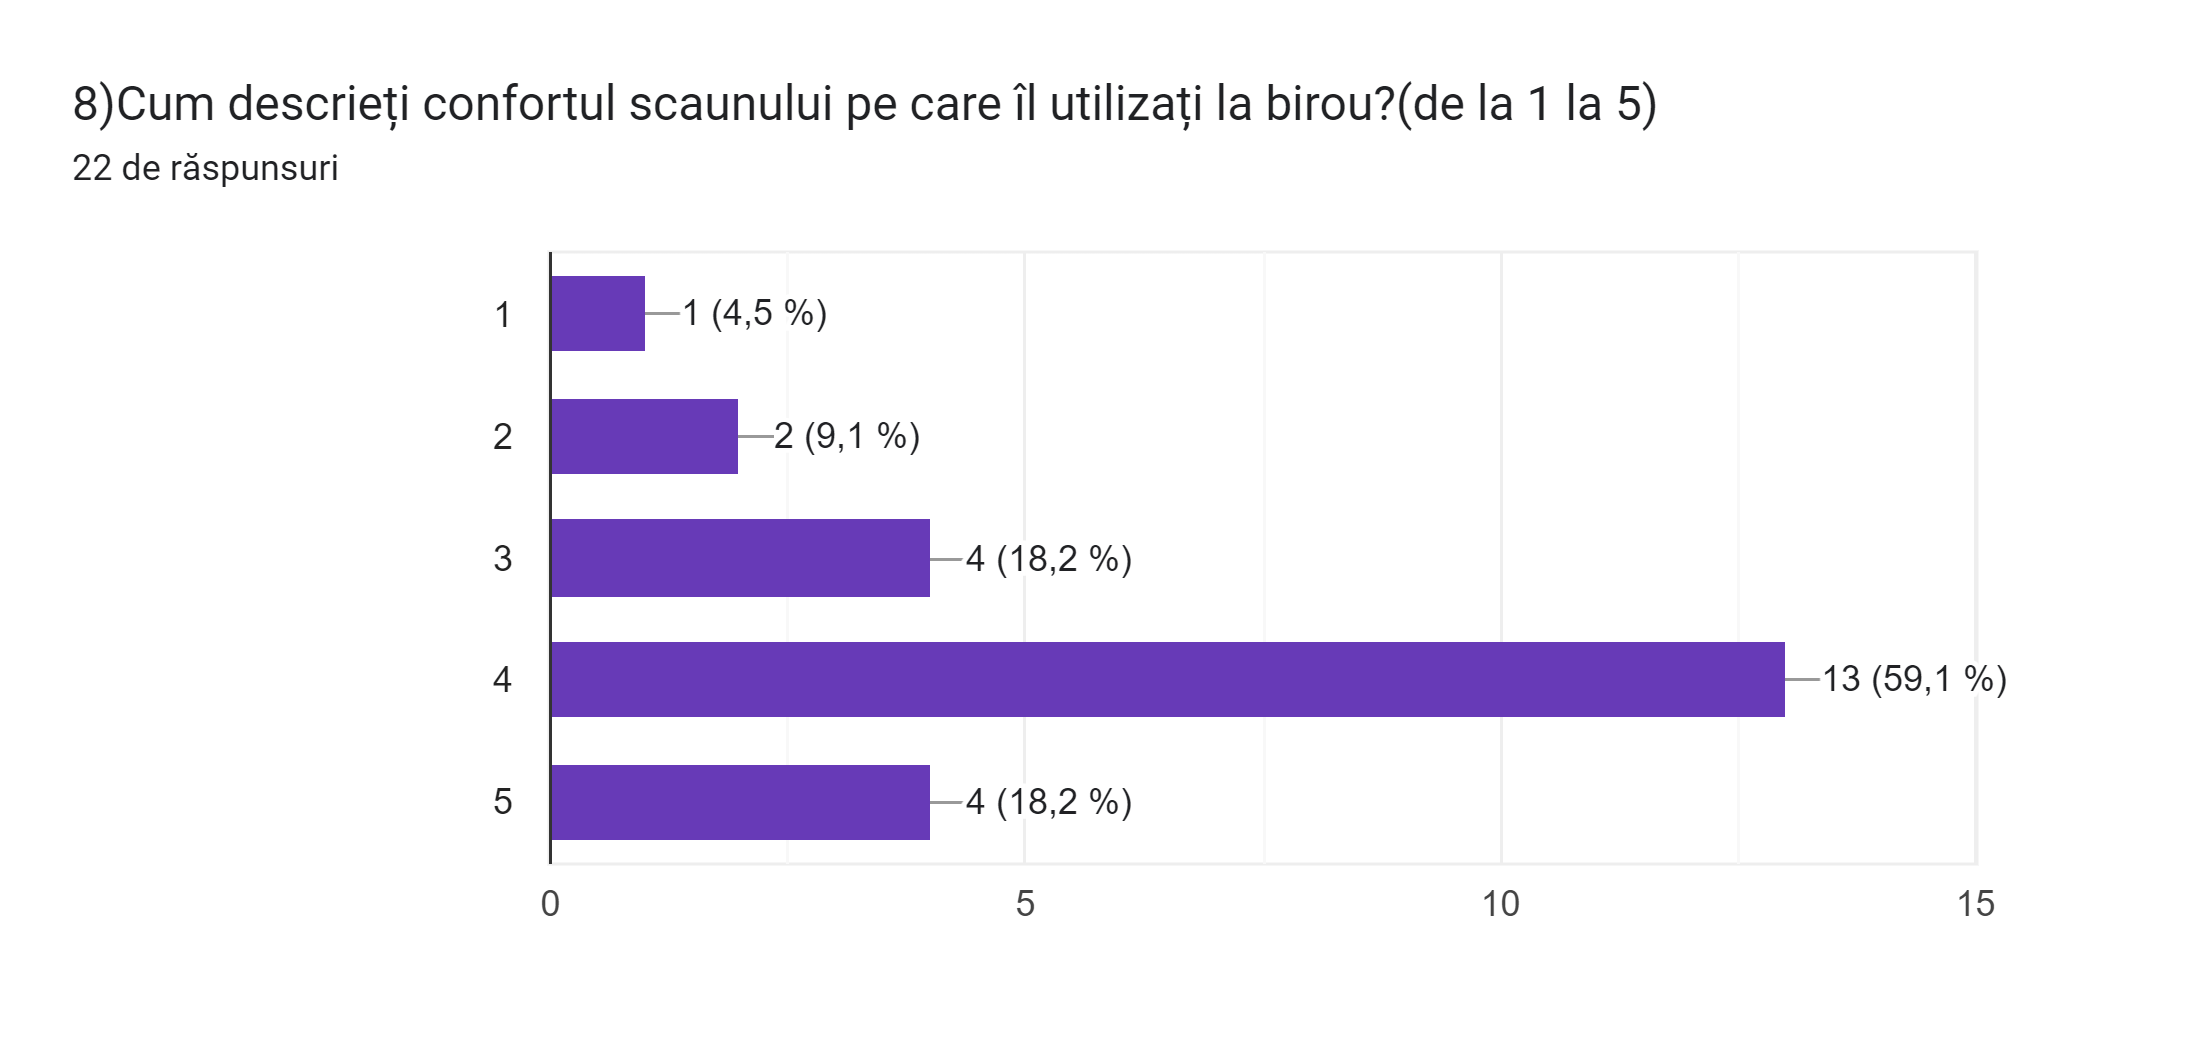 8)Cum descrieți confortul scaunului pe care îl utilizați la birou?(de la 1 la 5)
22 de răspunsuri
1 1 (4,5 %)
2 2 (9,1 %)
3 4 (18,2 %)
4 13 (59,1 %)
5 4 (18,2 %)
0 5 10 15